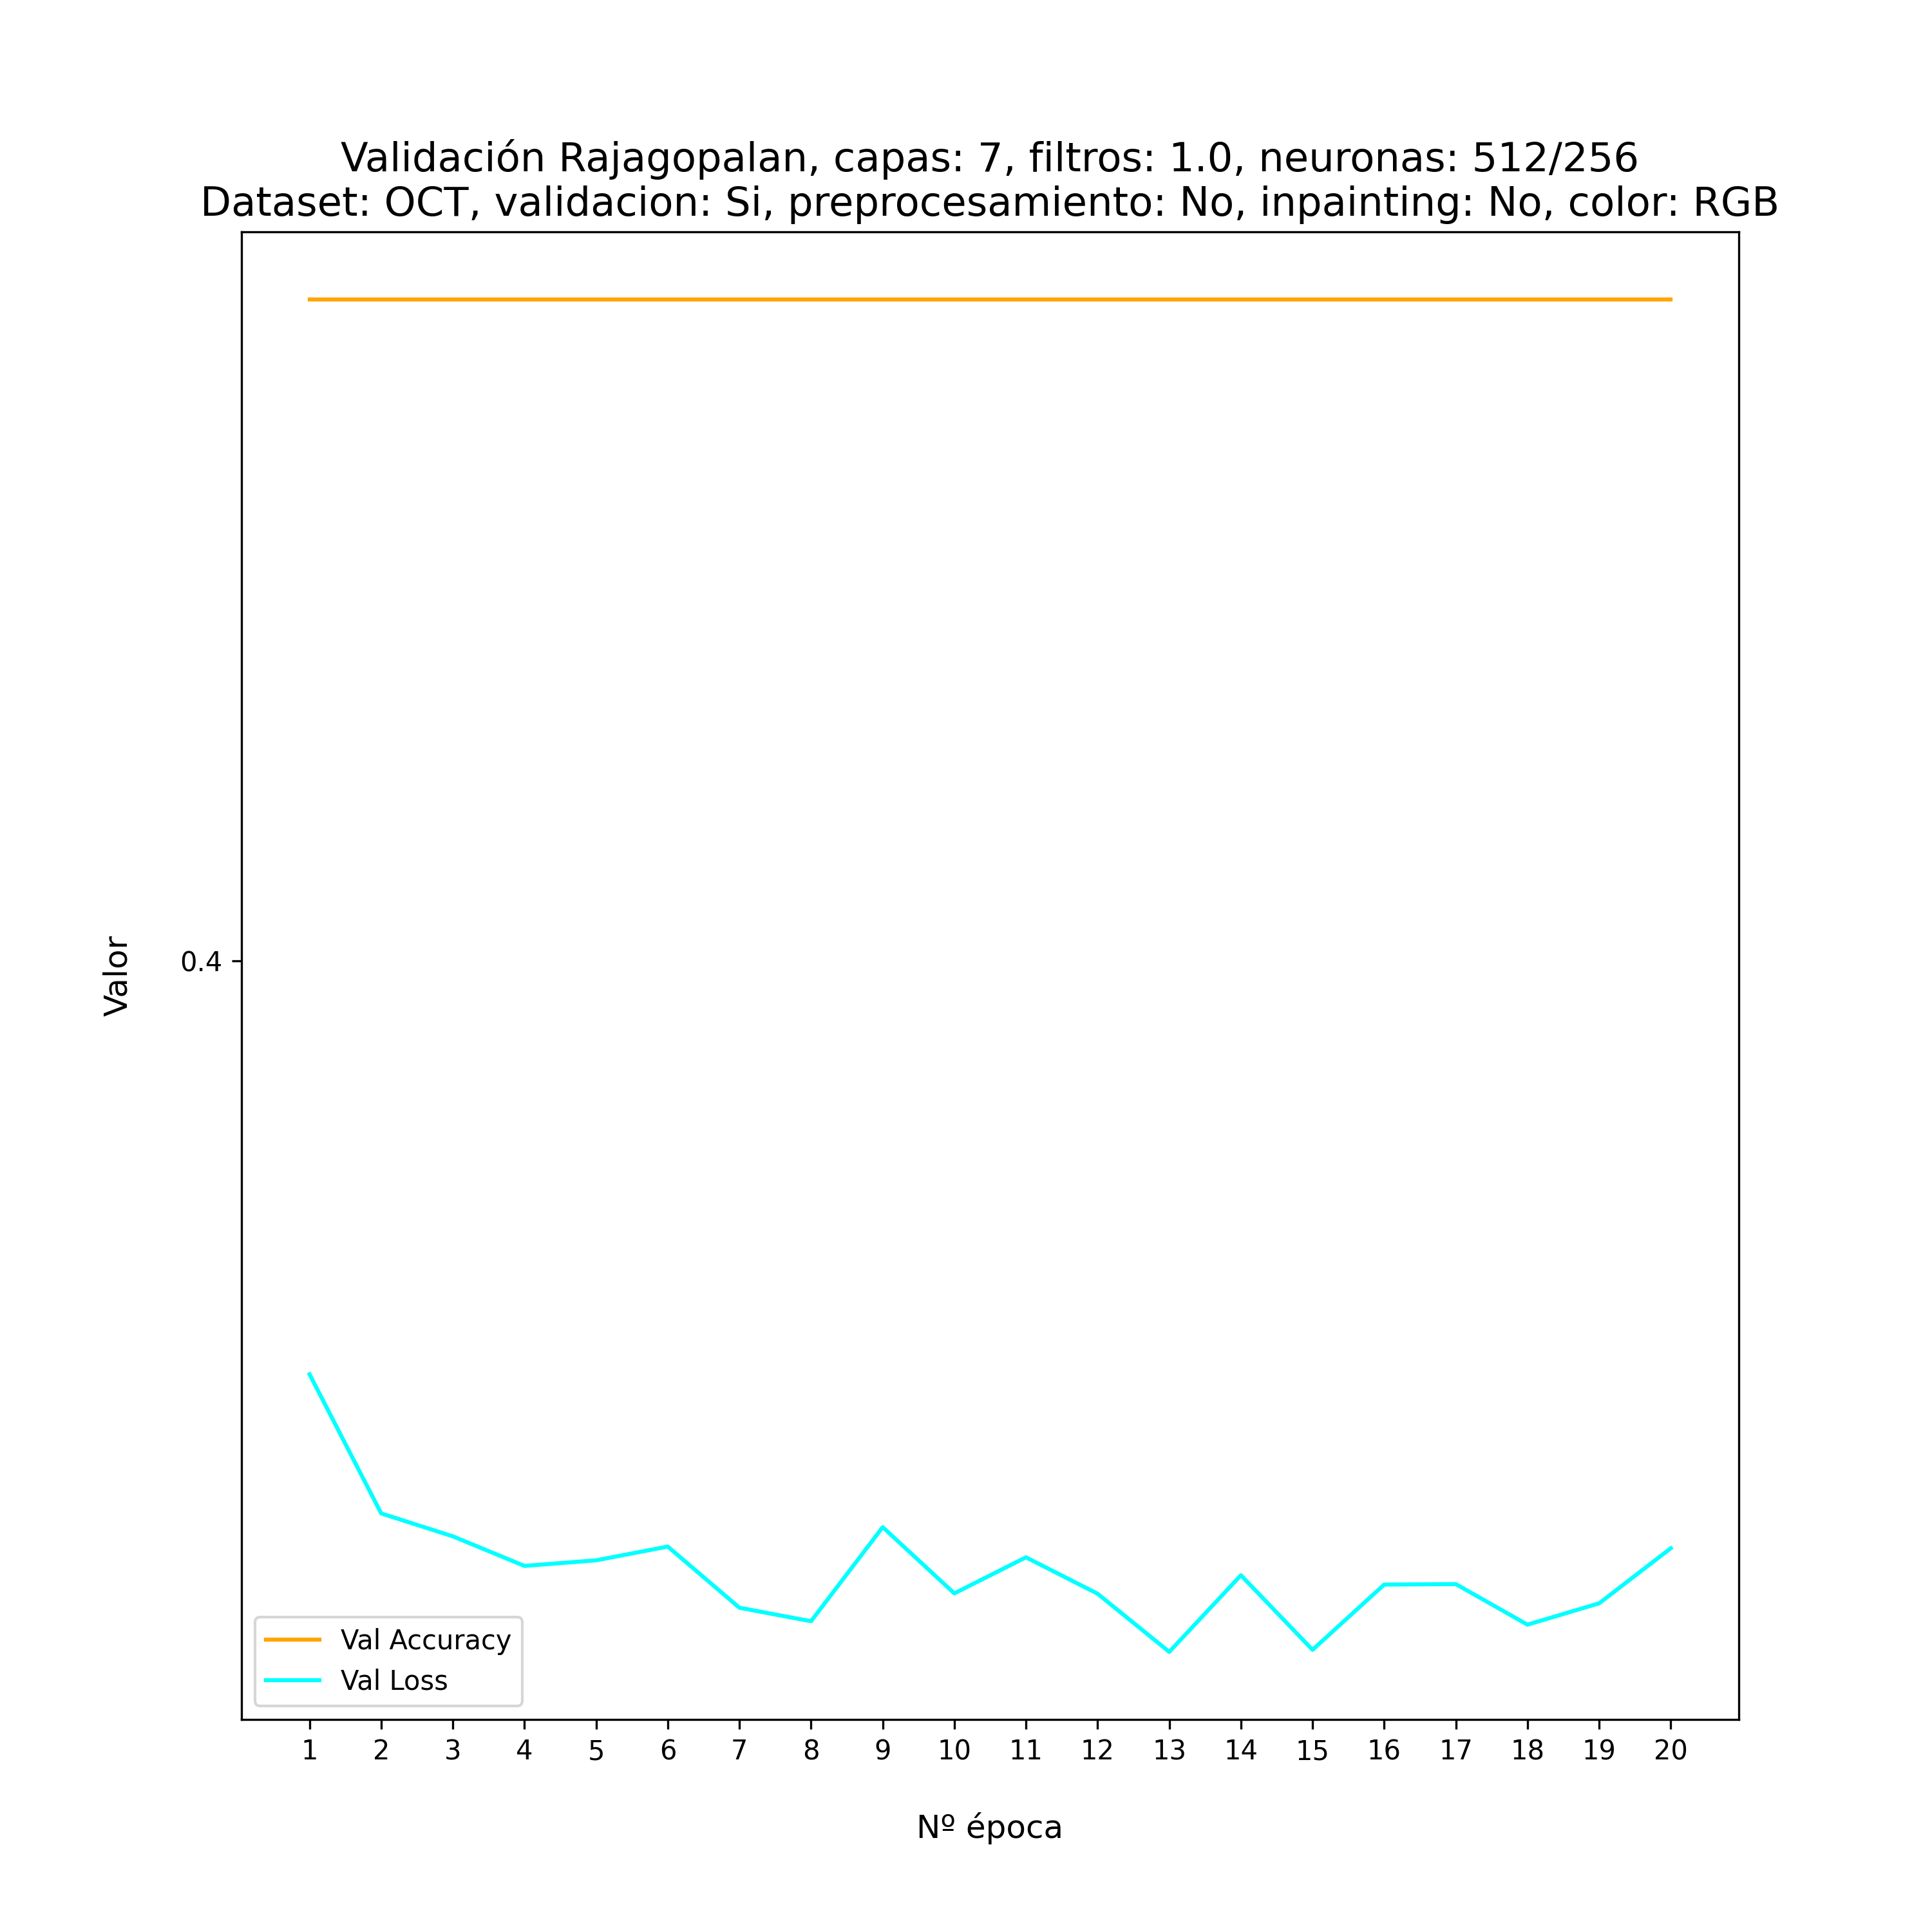 Validación Rajagopalan, capas: 7, filtros: 1.0, neuronas: 512/256
Dataset: OCT, validacion: Si, preprocesamiento: No, inpainting: No, color: RGB
Valor
0.4
Val Accuracy
Val Loss
1 2 3 4 5 6 7 8 9 10 11 12 13 14 15 16 17 18 19 20
Nº época